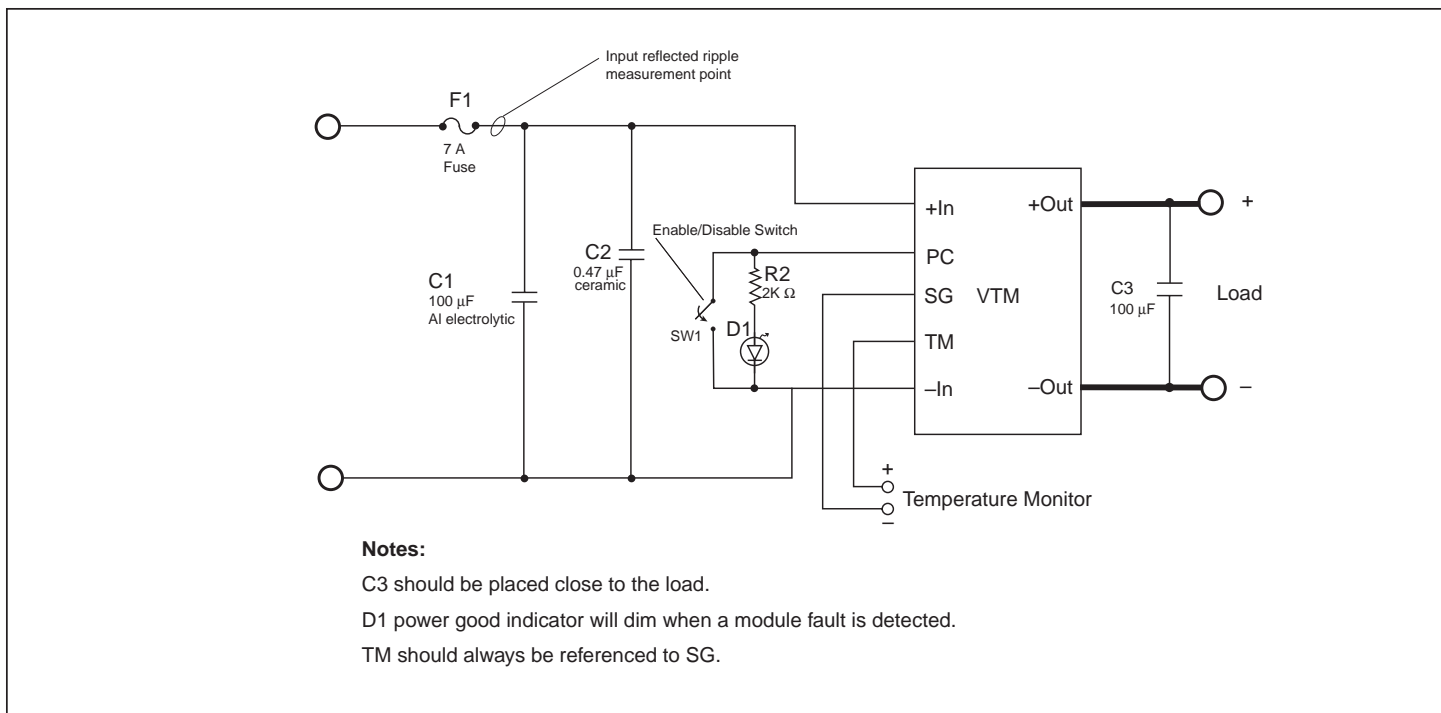 Input reflected ripple
measurement point
F1
7 A
Fuse
C1
100 μF
Al electrolytic
C2
0.47 μF
ceramic
Enable/Disable Switch
SW1
R2
2K Ω
D1
+In
PC
SG
TM
–In
VTM
+Out
–Out
C3
100 μF
+
Load
–
+
Temperature Monitor
–
Notes:
C3 should be placed close to the load.
D1 power good indicator will dim when a module fault is detected.
TM should always be referenced to SG.